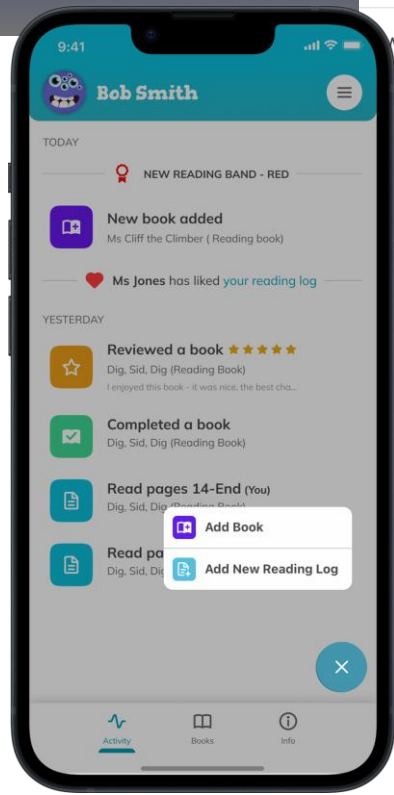 9:41
Bob Smith
TODAY
NEW READING BAND - RED
New book added
Ms Cliff the Climber ( Reading book)
Ms Jones has liked your reading log
YESTERDAY
Reviewed a book
Dig, Sid, Dig (Reading Book)
I enjoyed this book - it was nice, the best cha...
Completed a book
Dig, Sid, Dig (Reading Book)
Read pages 14-End (You)
Dig, Sid, Dig (Reading Book)
Add Book
Read pa
Dig, Sid, Dig
Add New Reading Log
Activity
Books
Info